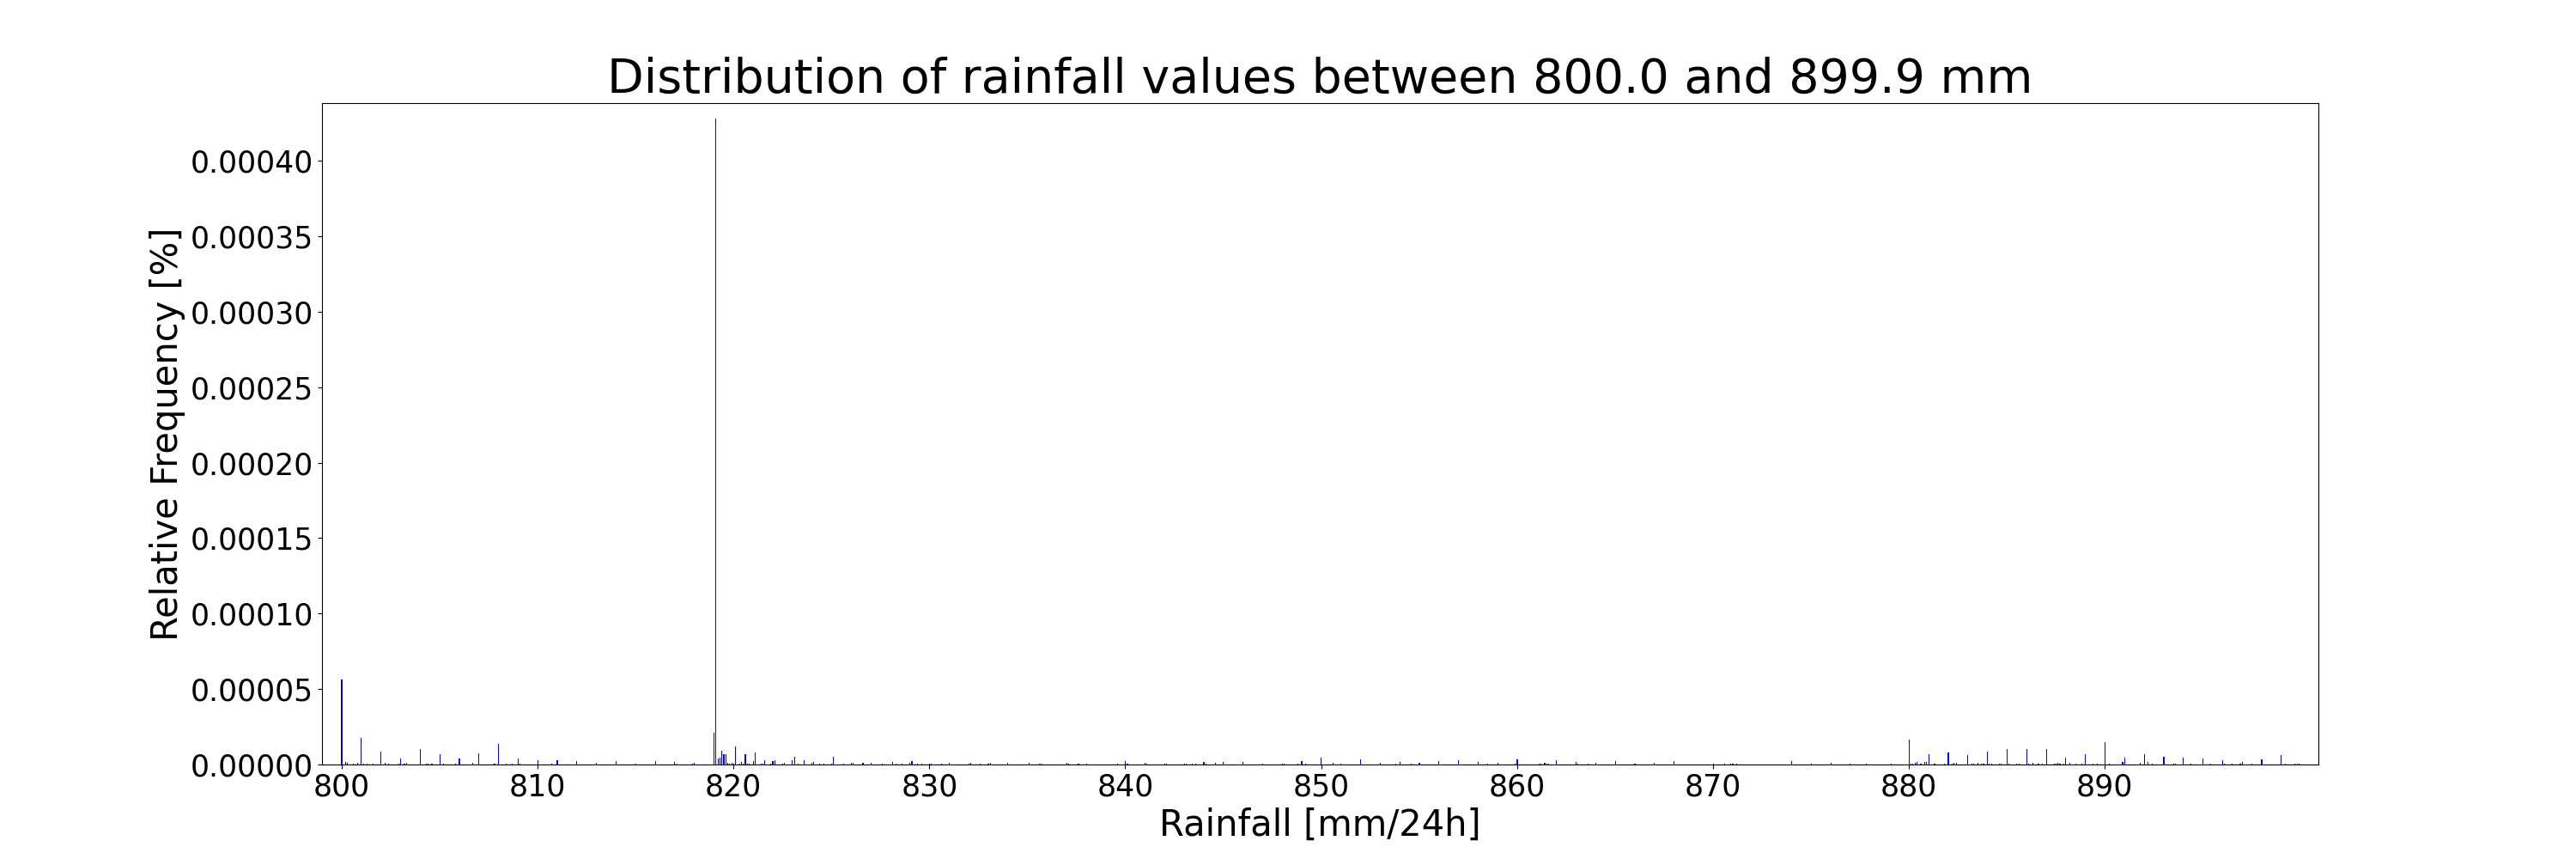 Distribution of rainfall values between 800.0 and 899.9 mm
Relative Frequency [%]
0.00040
0.00035
0.00030
0.00025
0.00020
0.00015
0.00010
0.00005
0.00000
800 810 820 830 840 850 860 870 880 890
Rainfall [mm/24h]